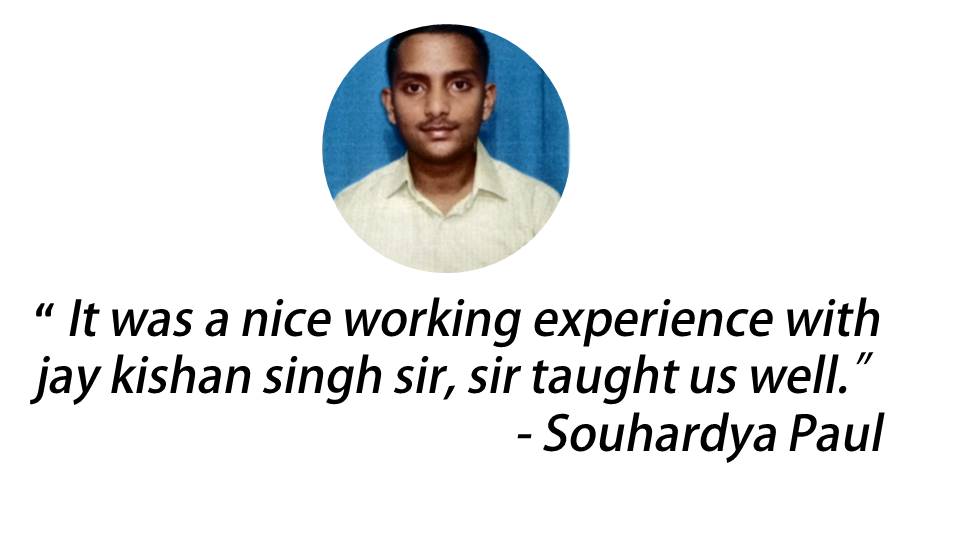 “ It was a nice working experience with
jay kishan singh sir, sir taught us well.”
- Souhardya Paul